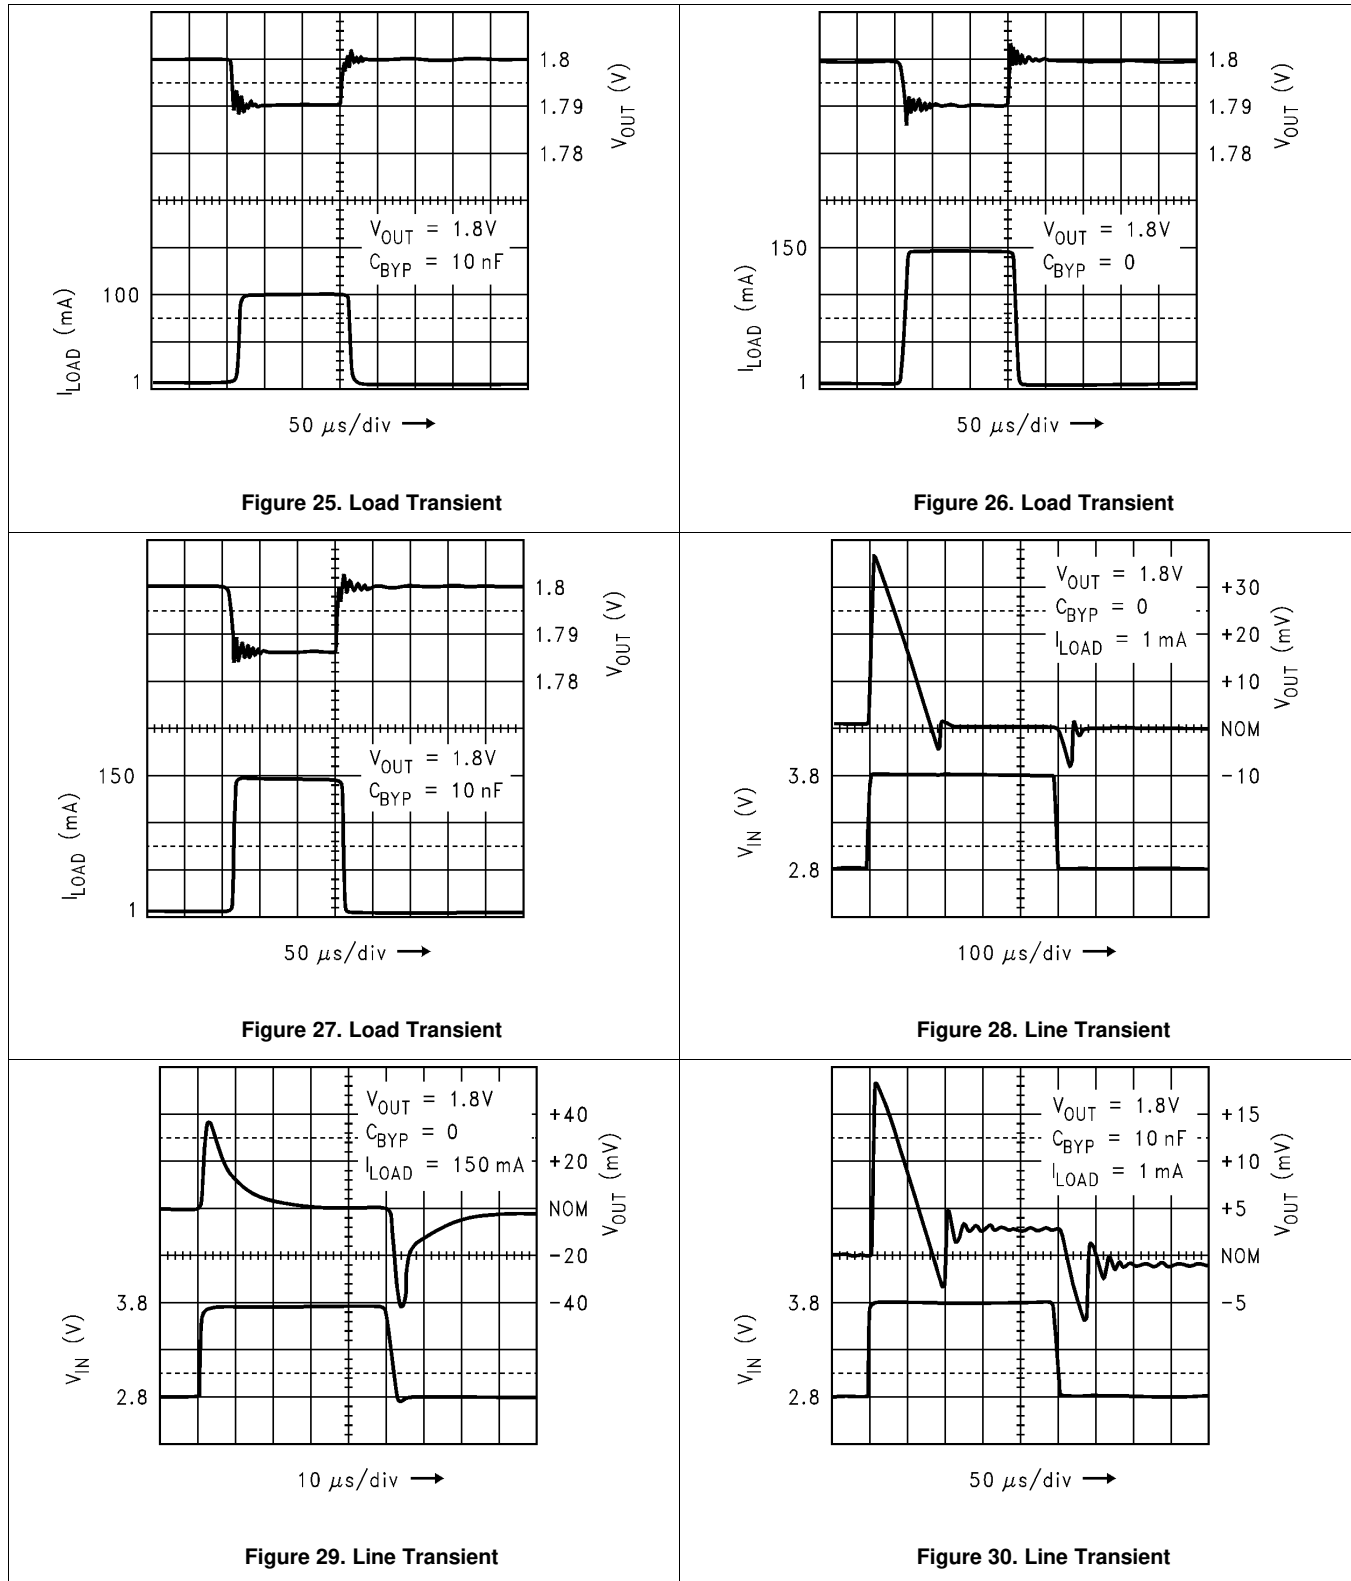 1.8
1.79
1.78
V_OUT (V)
V_OUT = 1.8V
C_BYP = 10 nF
100
1
I_LOAD (mA)
50 µs/div →
Figure 25. Load Transient
1.8
1.79
1.78
V_OUT (V)
V_OUT = 1.8V
C_BYP = 0
150
1
I_LOAD (mA)
50 µs/div →
Figure 26. Load Transient
1.8
1.79
1.78
V_OUT (V)
V_OUT = 1.8V
C_BYP = 10 nF
150
1
I_LOAD (mA)
50 µs/div →
Figure 27. Load Transient
V_OUT = 1.8V
C_BYP = 0
I_LOAD = 1 mA
+30
+20
+10
NOM
-10
V_OUT (mV)
3.8
2.8
V_IN (V)
100 µs/div →
Figure 28. Line Transient
V_OUT = 1.8V
C_BYP = 0
I_LOAD = 150 mA
+40
+20
NOM
-20
-40
V_OUT (mV)
3.8
2.8
V_IN (V)
10 µs/div →
Figure 29. Line Transient
V_OUT = 1.8V
C_BYP = 10 nF
I_LOAD = 1 mA
+15
+10
+5
NOM
-5
V_OUT (mV)
3.8
2.8
V_IN (V)
50 µs/div →
Figure 30. Line Transient